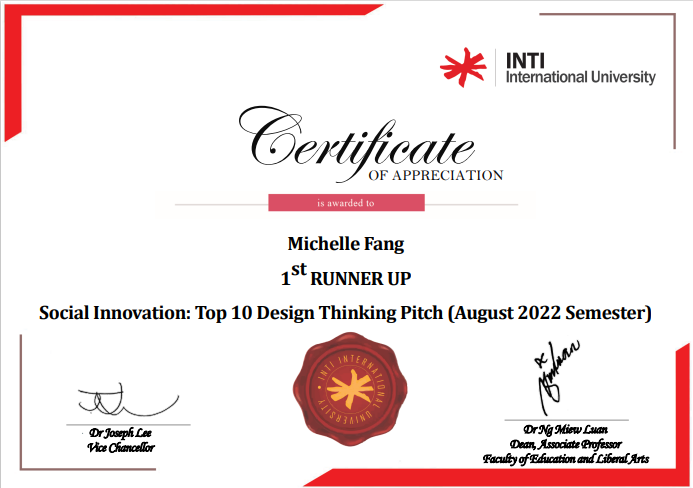 INTI
International University
Certificate
OF APPRECIATION
is awarded to
Michelle Fang
1st RUNNER UP
Social Innovation: Top 10 Design Thinking Pitch (August 2022 Semester)
INTI INTERNATIONAL UNIVERSITY
Dr Joseph Lee
Vice Chancellor
Dr Ng Miew Luan
Dean, Associate Professor
Faculty of Education and Liberal Arts